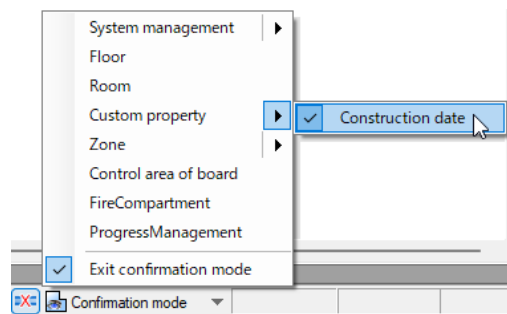 System management
Floor
Room
Custom property
Construction date
Zone
Control area of board
FireCompartment
ProgressManagement
Exit confirmation mode
Confirmation mode